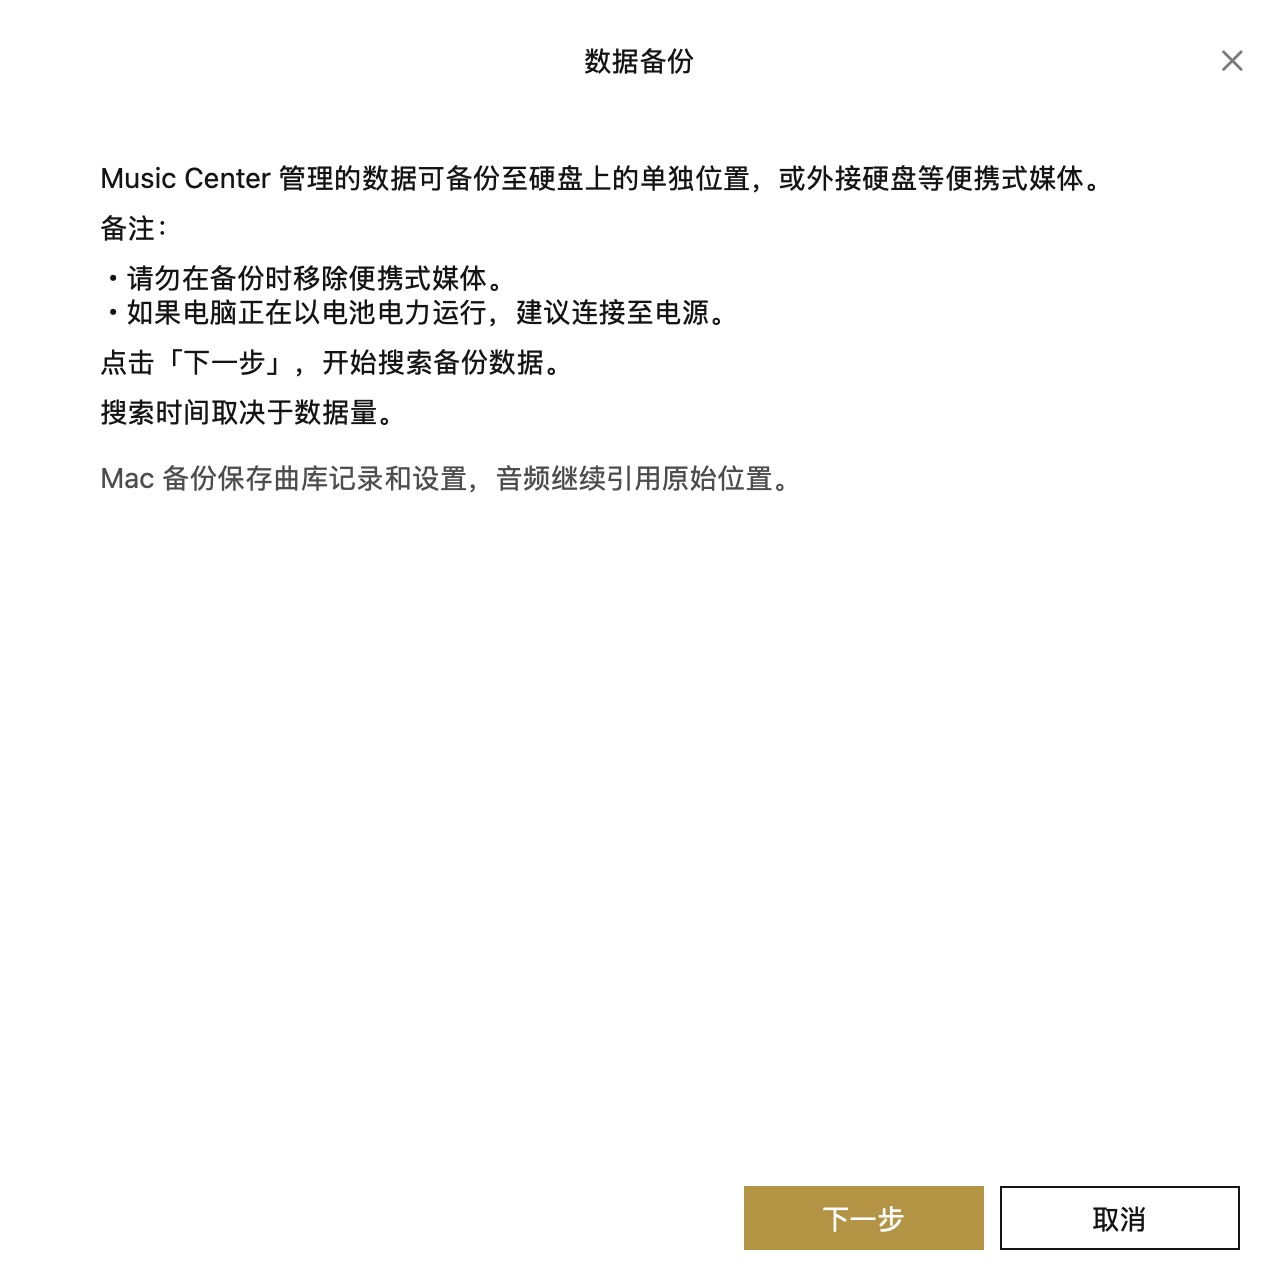 数据备份
Music Center 管理的数据可备份至硬盘上的单独位置，或外接硬盘等便携式媒体。
备注：
・请勿在备份时移除便携式媒体。
・如果电脑正在以电池电力运行，建议连接至电源。
点击「下一步」，开始搜索备份数据。
搜索时间取决于数据量。
Mac 备份保存曲库记录和设置，音频继续引用原始位置。
下一步
取消